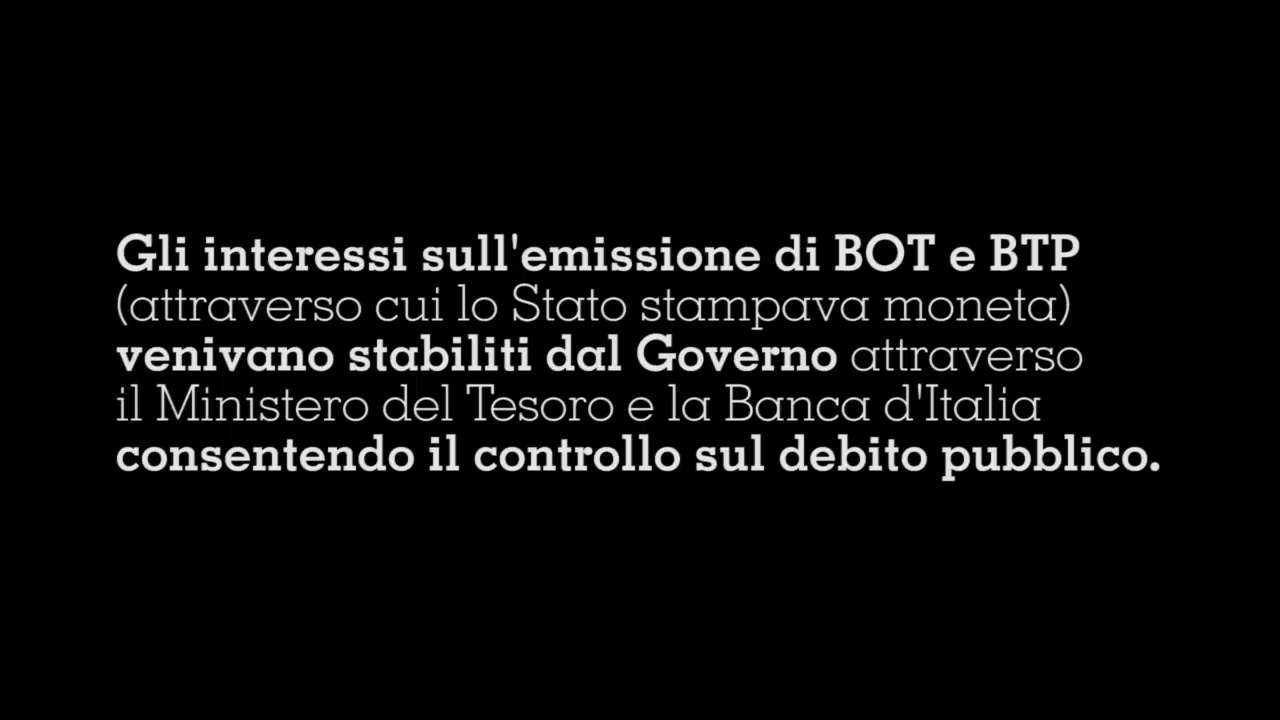 Gli interessi sull'emissione di BOT e BTP
(attraverso cui lo Stato stampava moneta)
venivano stabiliti dal Governo attraverso
il Ministero del Tesoro e la Banca d'Italia
consentendo il controllo sul debito pubblico.